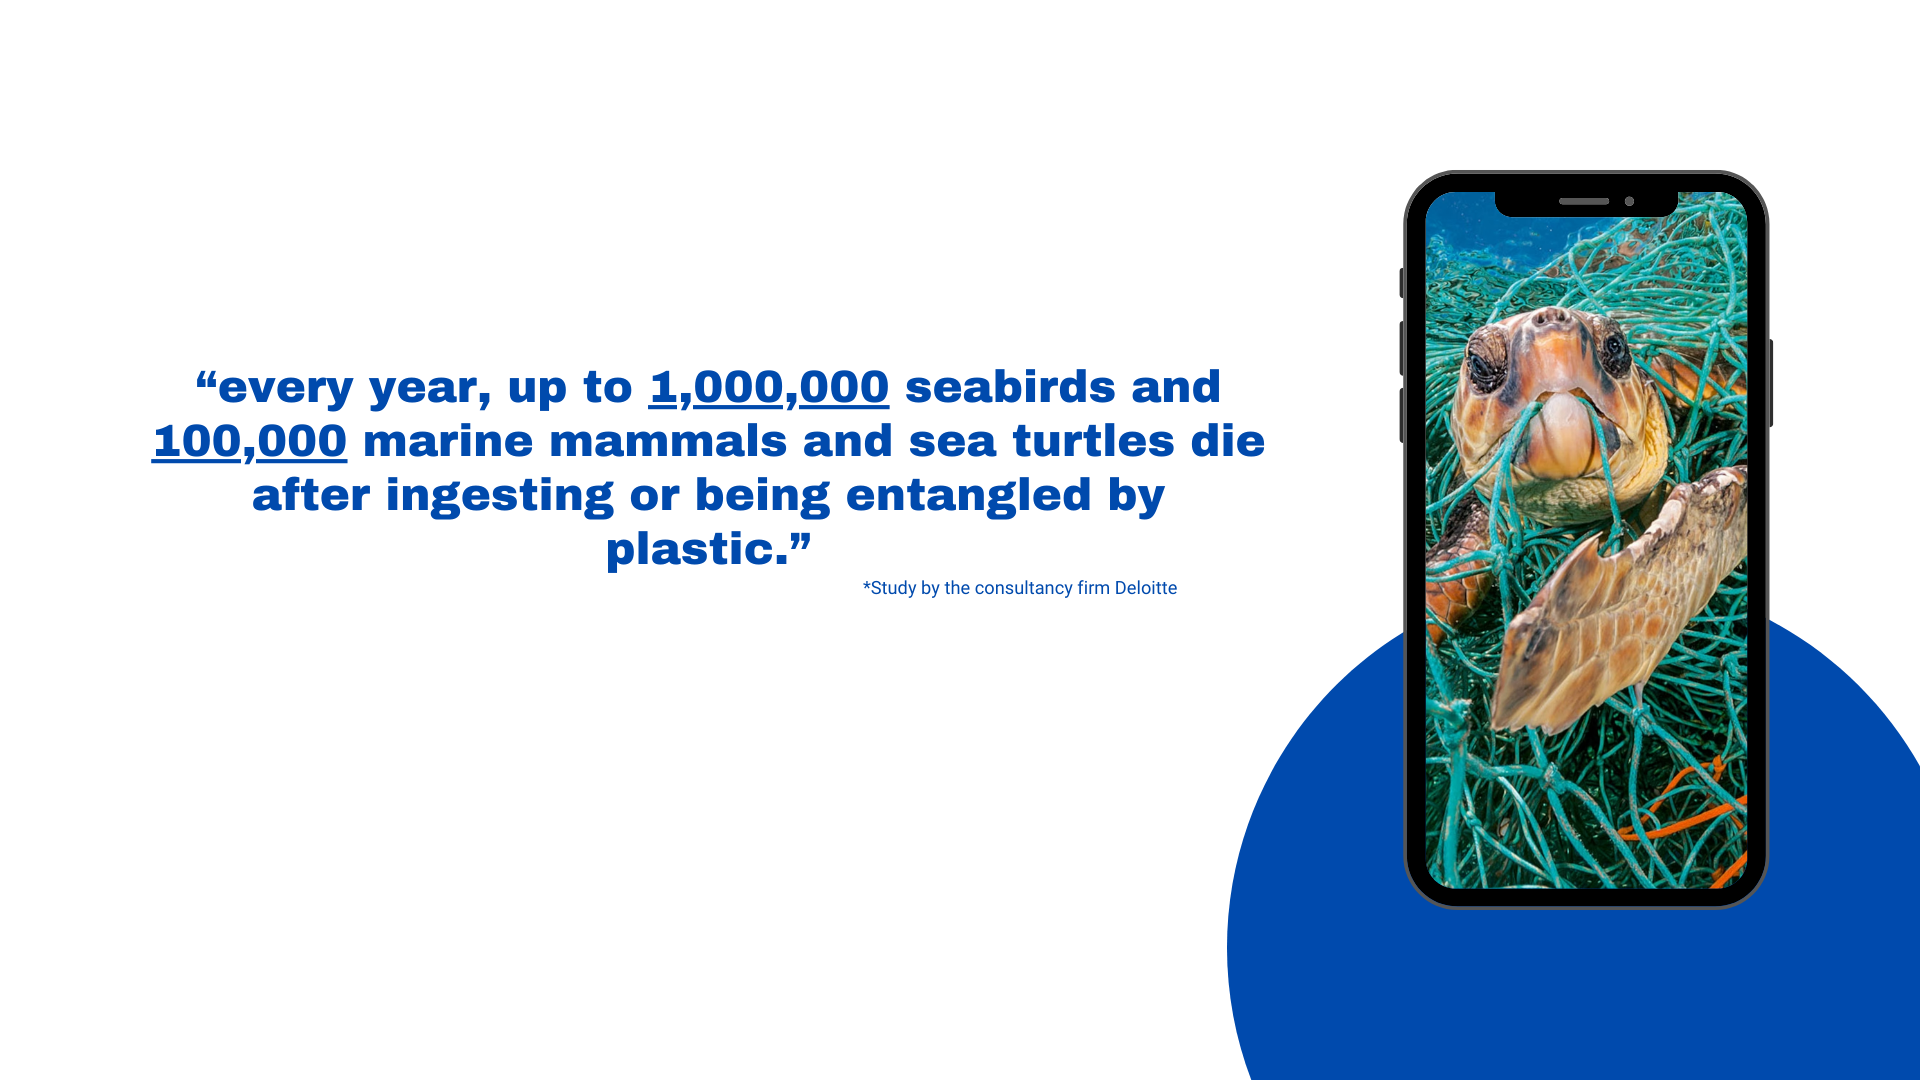 “every year, up to 1,000,000 seabirds and
100,000 marine mammals and sea turtles die
after ingesting or being entangled by
plastic.”
*Study by the consultancy firm Deloitte